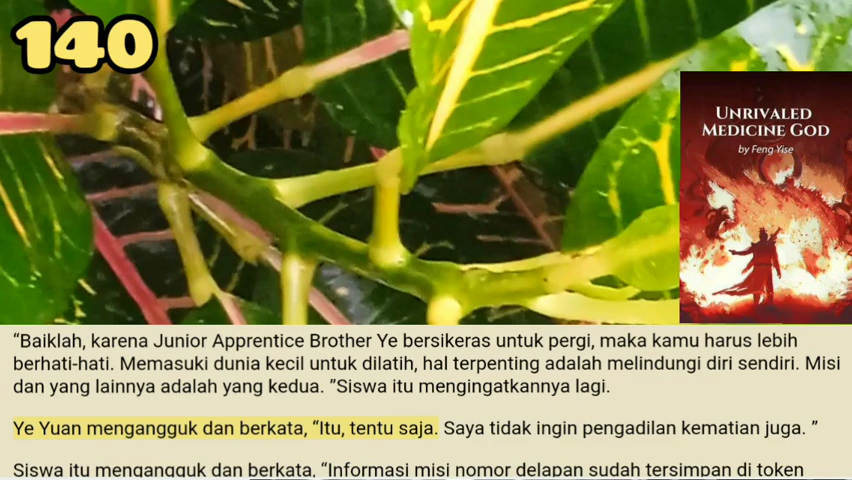 140
UNRIVALED
MEDICINE GOD
by Feng Yise
“Baiklah, karena Junior Apprentice Brother Ye bersikeras untuk pergi, maka kamu harus lebih
berhati-hati. Memasuki dunia kecil untuk dilatih, hal terpenting adalah melindungi diri sendiri. Misi
dan yang lainnya adalah yang kedua. ”Siswa itu mengingatkannya lagi.
Ye Yuan mengangguk dan berkata, “Itu, tentu saja. Saya tidak ingin pengadilan kematian juga. ”
Siswa itu mengangguk dan berkata, “Informasi misi nomor delapan sudah tersimpan di token